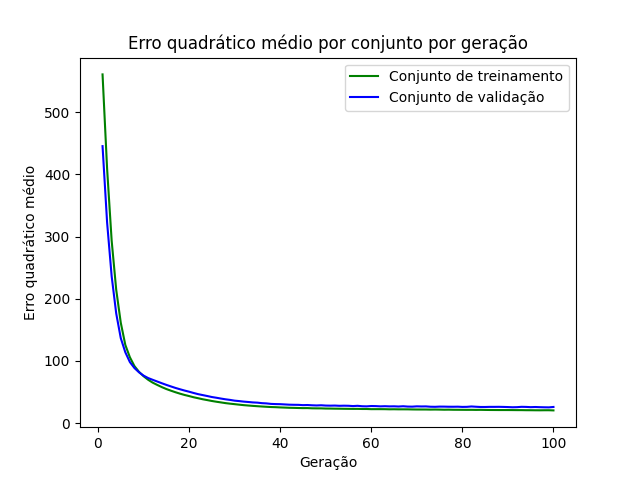 Erro quadrático médio por conjunto por geração
Conjunto de treinamento
Conjunto de validação
Erro quadrático médio
500
400
300
200
100
0
0 20 40 60 80 100
Geração